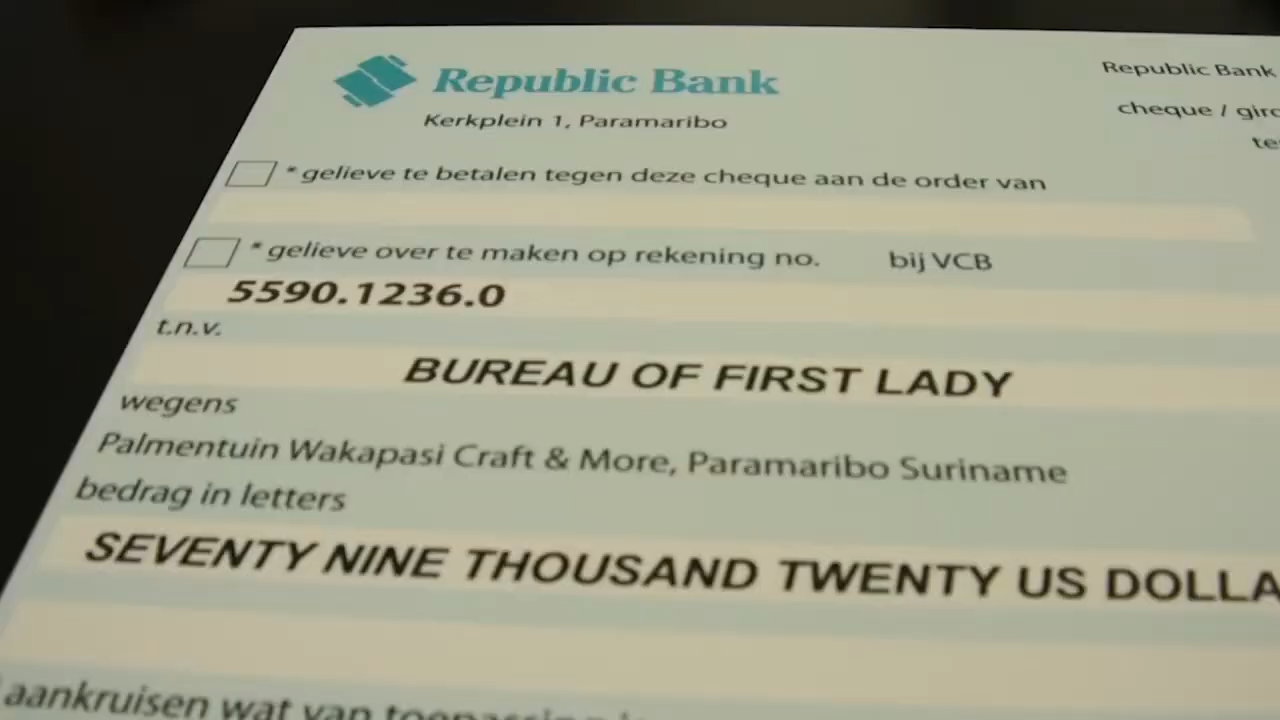 Republic Bank
Kerkplein 1, Paramaribo
Republic Bank
cheque /
* gelieve te betalen tegen deze cheque aan de order van
* gelieve over te maken op rekening no. bij VCB
5590.1236.0
t.n.v.
BUREAU OF FIRST LADY
wegens
Palmentuin Wakapasi Craft & More, Paramaribo Suriname
bedrag in letters
SEVENTY NINE THOUSAND TWENTY US DOLLA
aankruisen wat van toepassing is